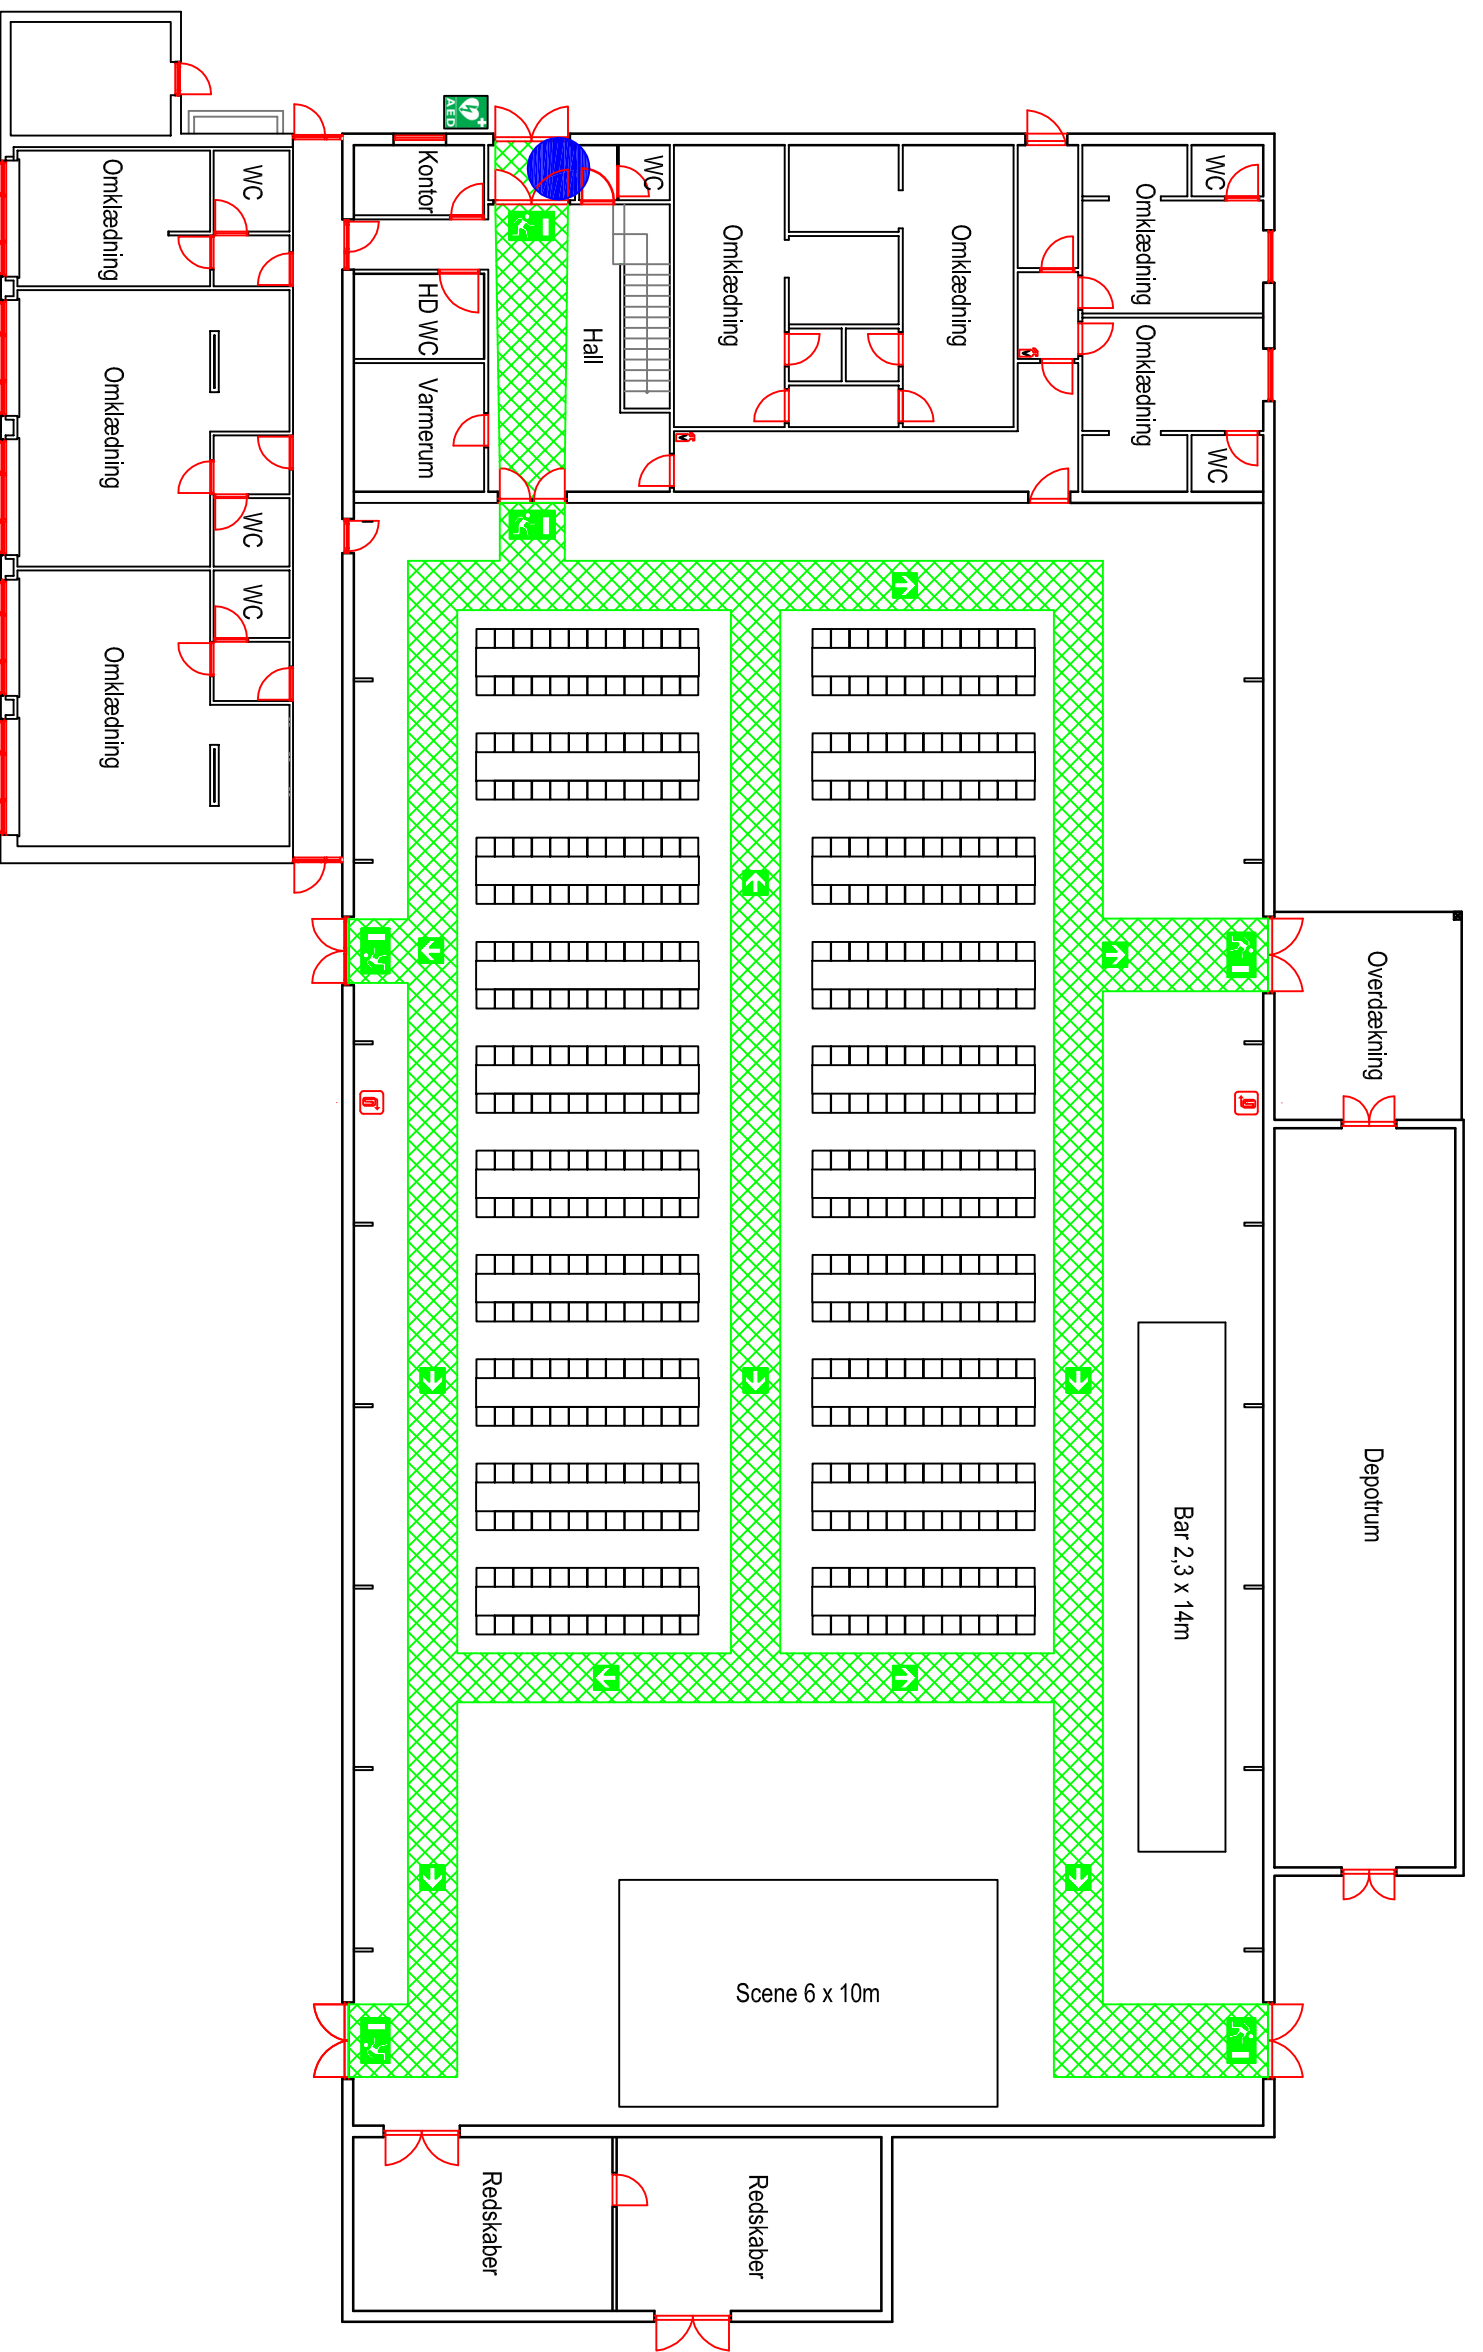 AED
Kontor
WC
WC
Omklædning
WC
Omklædning
Omklædning
Omklædning
HD WC
Hall
Omklædning
Omklædning
Varmerum
WC
WC
WC
Omklædning
Overdækning
Depotrum
Bar 2,3 x 14m
Scene 6 x 10m
Redskaber
Redskaber